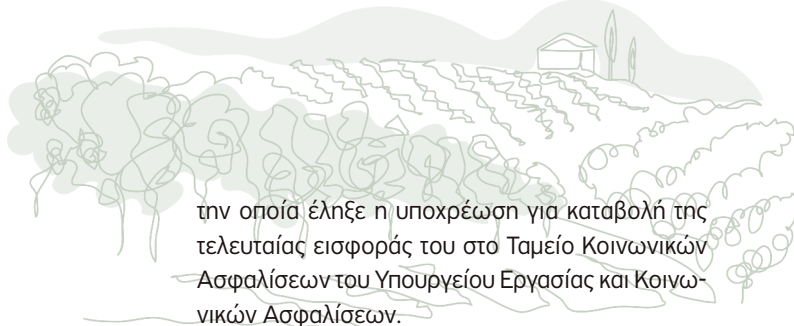 την οποία έληξε η υποχρέωση για καταβολή της
τελευταίας εισφοράς του στο Ταμείο Κοινωνικών
Ασφαλίσεων του Υπουργείου Εργασίας και Κοινω-
νικών Ασφαλίσεων.